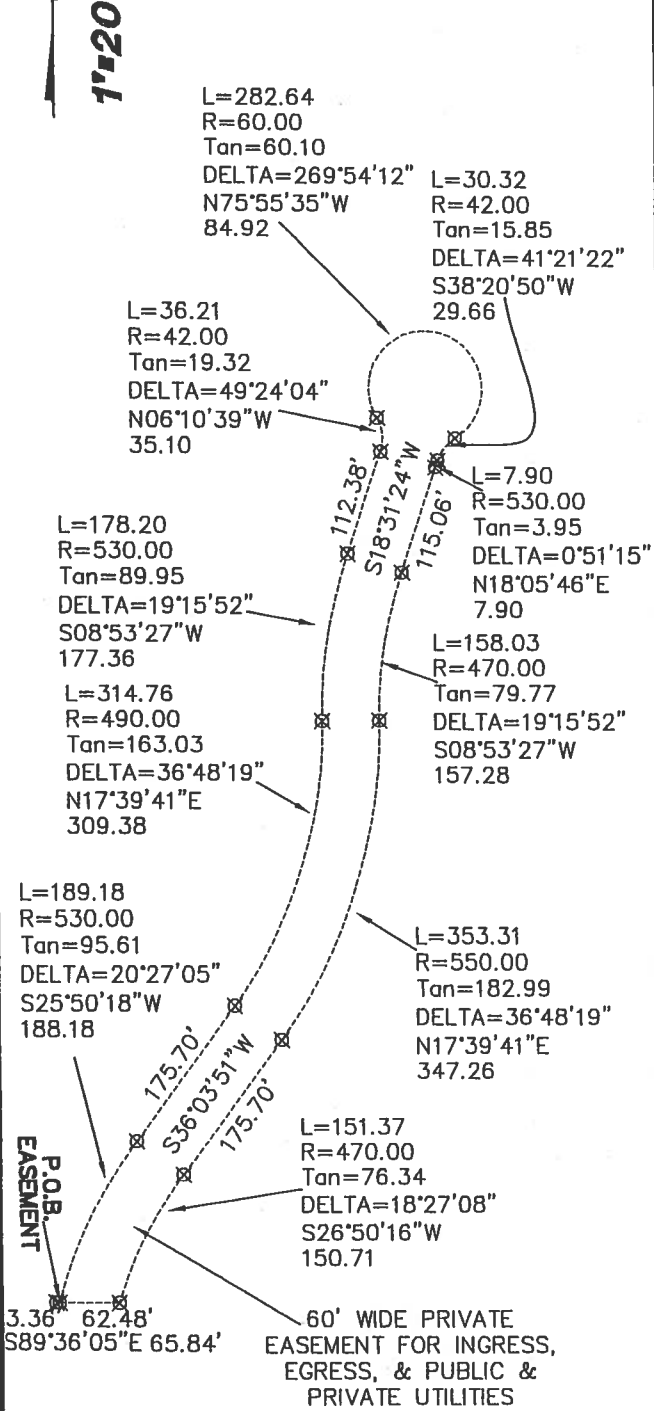 1"=20
L=282.64
R=60.00
Tan=60.10
DELTA=269°54'12"
N75°55'35"W
84.92
L=30.32
R=42.00
Tan=15.85
DELTA=41°21'22"
S38°20'50"W
29.66
L=36.21
R=42.00
Tan=19.32
DELTA=49°24'04"
N06°10'39"W
35.10
112.38'
S18°31'24"W
115.06'
L=7.90
R=530.00
Tan=3.95
DELTA=0°51'15"
N18°05'46"E
7.90
L=178.20
R=530.00
Tan=89.95
DELTA=19°15'52"
S08°53'27"W
177.36
L=158.03
R=470.00
Tan=79.77
DELTA=19°15'52"
S08°53'27"W
157.28
L=314.76
R=490.00
Tan=163.03
DELTA=36°48'19"
N17°39'41"E
309.38
L=189.18
R=530.00
Tan=95.61
DELTA=20°27'05"
S25°50'18"W
188.18
L=353.31
R=550.00
Tan=182.99
DELTA=36°48'19"
N17°39'41"E
347.26
175.70'
S36°03'51"W
175.70'
L=151.37
R=470.00
Tan=76.34
DELTA=18°27'08"
S26°50'16"W
150.71
P.O.B.
EASEMENT
3.36' 62.48'
S89°36'05"E 65.84'
60' WIDE PRIVATE
EASEMENT FOR INGRESS,
EGRESS, & PUBLIC &
PRIVATE UTILITIES